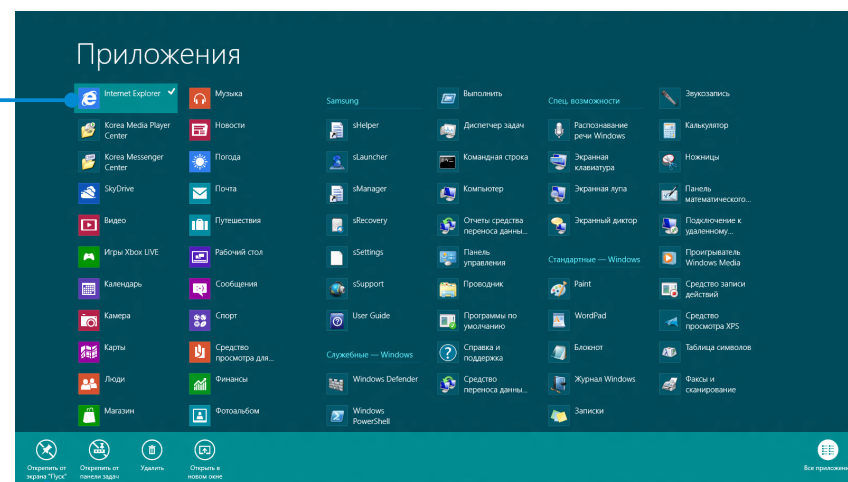 Приложения
Internet Explorer
Korea Media Player
Center
Korea Messenger
Center
SkyDrive
Видео
Игры Xbox LIVE
Календарь
Камера
Карты
Люди
Магазин
Музыка
Новости
Погода
Почта
Путешествия
Рабочий стол
Сообщения
Спорт
Средство
просмотра для...
Финансы
Фотоальбом
Samsung
sHelper
sLauncher
sManager
sRecovery
sSettings
sSupport
User Guide
Служебные — Windows
Windows Defender
Windows
PowerShell
Выполнить
Диспетчер задач
Командная строка
Компьютер
Отчеты средства
переноса данны...
Панель
управления
Проводник
Программы по
умолчанию
Справка и
поддержка
Средство
переноса данны...
Спец. возможности
Распознавание
речи Windows
Экранная
клавиатура
Экранная лупа
Экранный диктор
Стандартные — Windows
Paint
WordPad
Блокнот
Журнал Windows
Записки
Звукозапись
Калькулятор
Ножницы
Панель
математического...
Подключение к
удаленному...
Проигрыватель
Windows Media
Средство записи
действий
Средство
просмотра XPS
Таблица символов
Факсы и
сканирование
Открепить от
экрана "Пуск"
Открепить от
панели задач
Удалить
Открыть в
новом окне
Все приложени